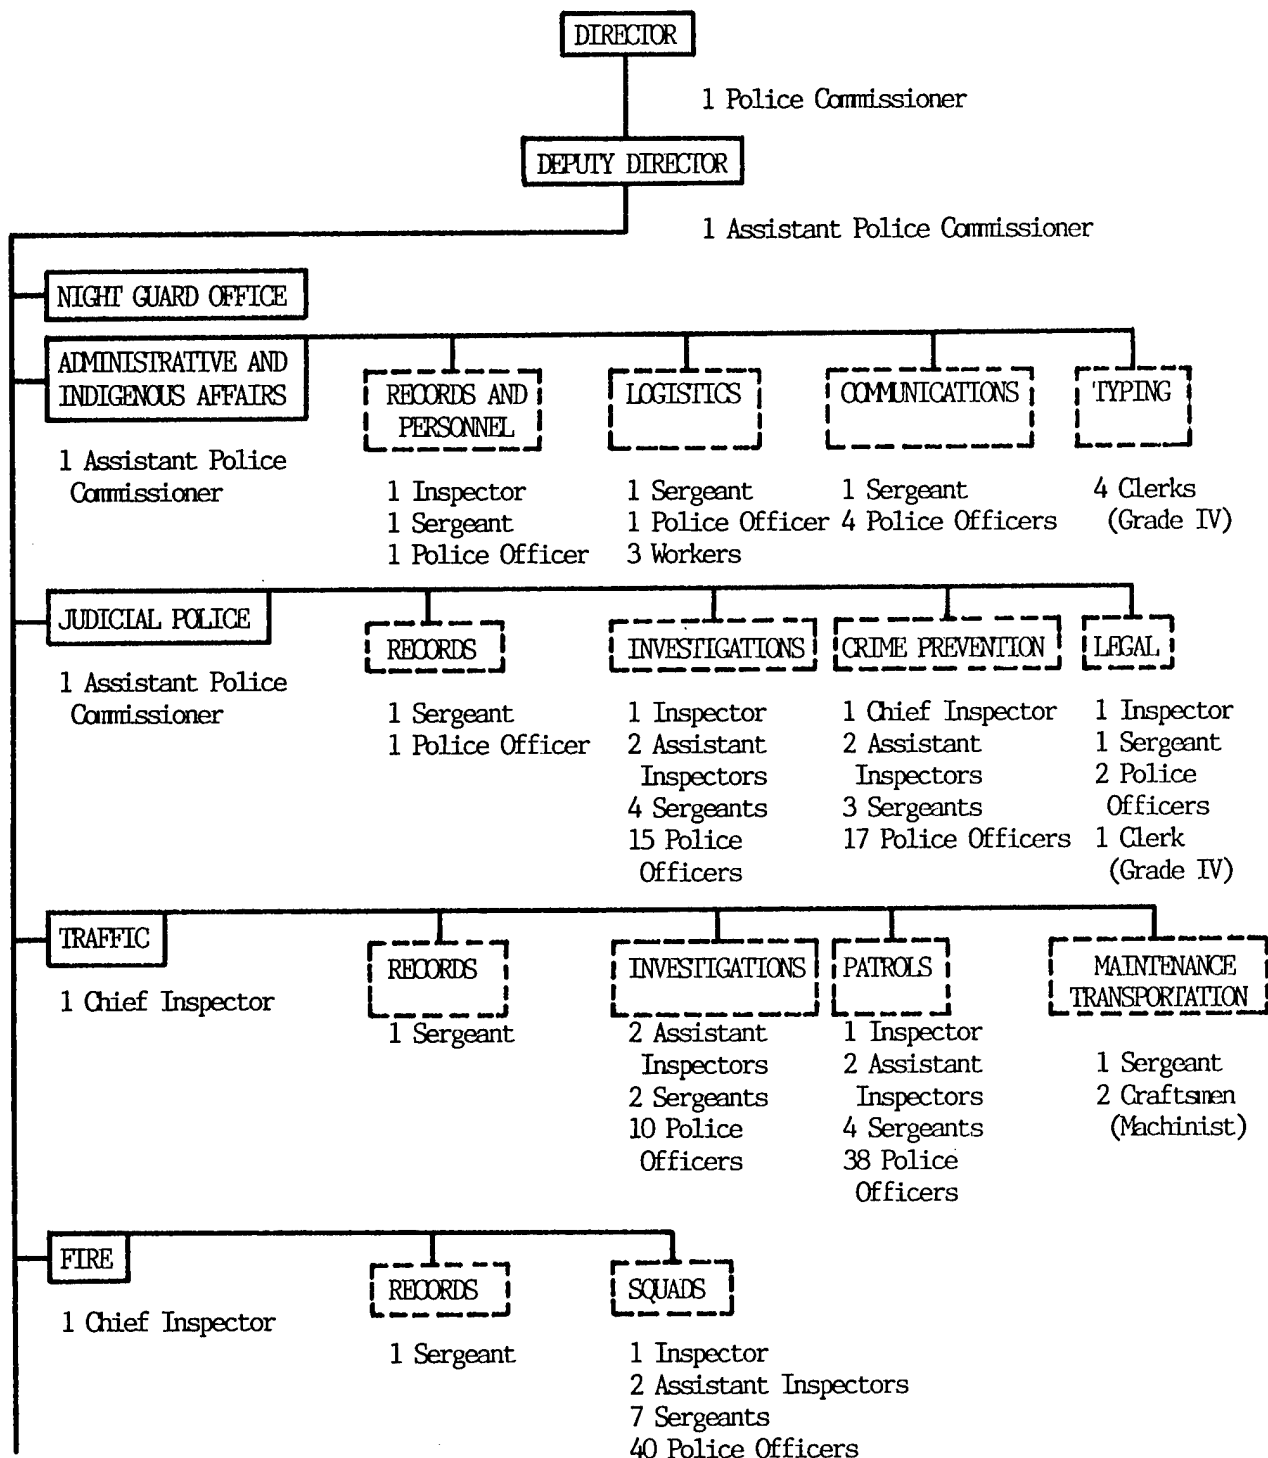 DIRECTOR
1 Police Commissioner
DEPUTY DIRECTOR
1 Assistant Police Commissioner
NIGHT GUARD OFFICE
ADMINISTRATIVE AND
INDIGENOUS AFFAIRS
1 Assistant Police
Commissioner
RECORDS AND
PERSONNEL
1 Inspector
1 Sergeant
1 Police Officer
LOGISTICS
1 Sergeant
1 Police Officer
3 Workers
COMMUNICATIONS
1 Sergeant
4 Police Officers
TYPING
4 Clerks
(Grade IV)
JUDICIAL POLICE
1 Assistant Police
Commissioner
RECORDS
1 Sergeant
1 Police Officer
INVESTIGATIONS
1 Inspector
2 Assistant
Inspectors
4 Sergeants
15 Police
Officers
CRIME PREVENTION
1 Chief Inspector
2 Assistant
Inspectors
3 Sergeants
17 Police Officers
LEGAL
1 Inspector
1 Sergeant
2 Police
Officers
1 Clerk
(Grade IV)
TRAFFIC
1 Chief Inspector
RECORDS
1 Sergeant
INVESTIGATIONS
2 Assistant
Inspectors
2 Sergeants
10 Police
Officers
PATROLS
1 Inspector
2 Assistant
Inspectors
4 Sergeants
38 Police
Officers
MAINTENANCE
TRANSPORTATION
1 Sergeant
2 Craftsmen
(Machinist)
FIRE
1 Chief Inspector
RECORDS
1 Sergeant
SQUADS
1 Inspector
2 Assistant Inspectors
7 Sergeants
40 Police Officers